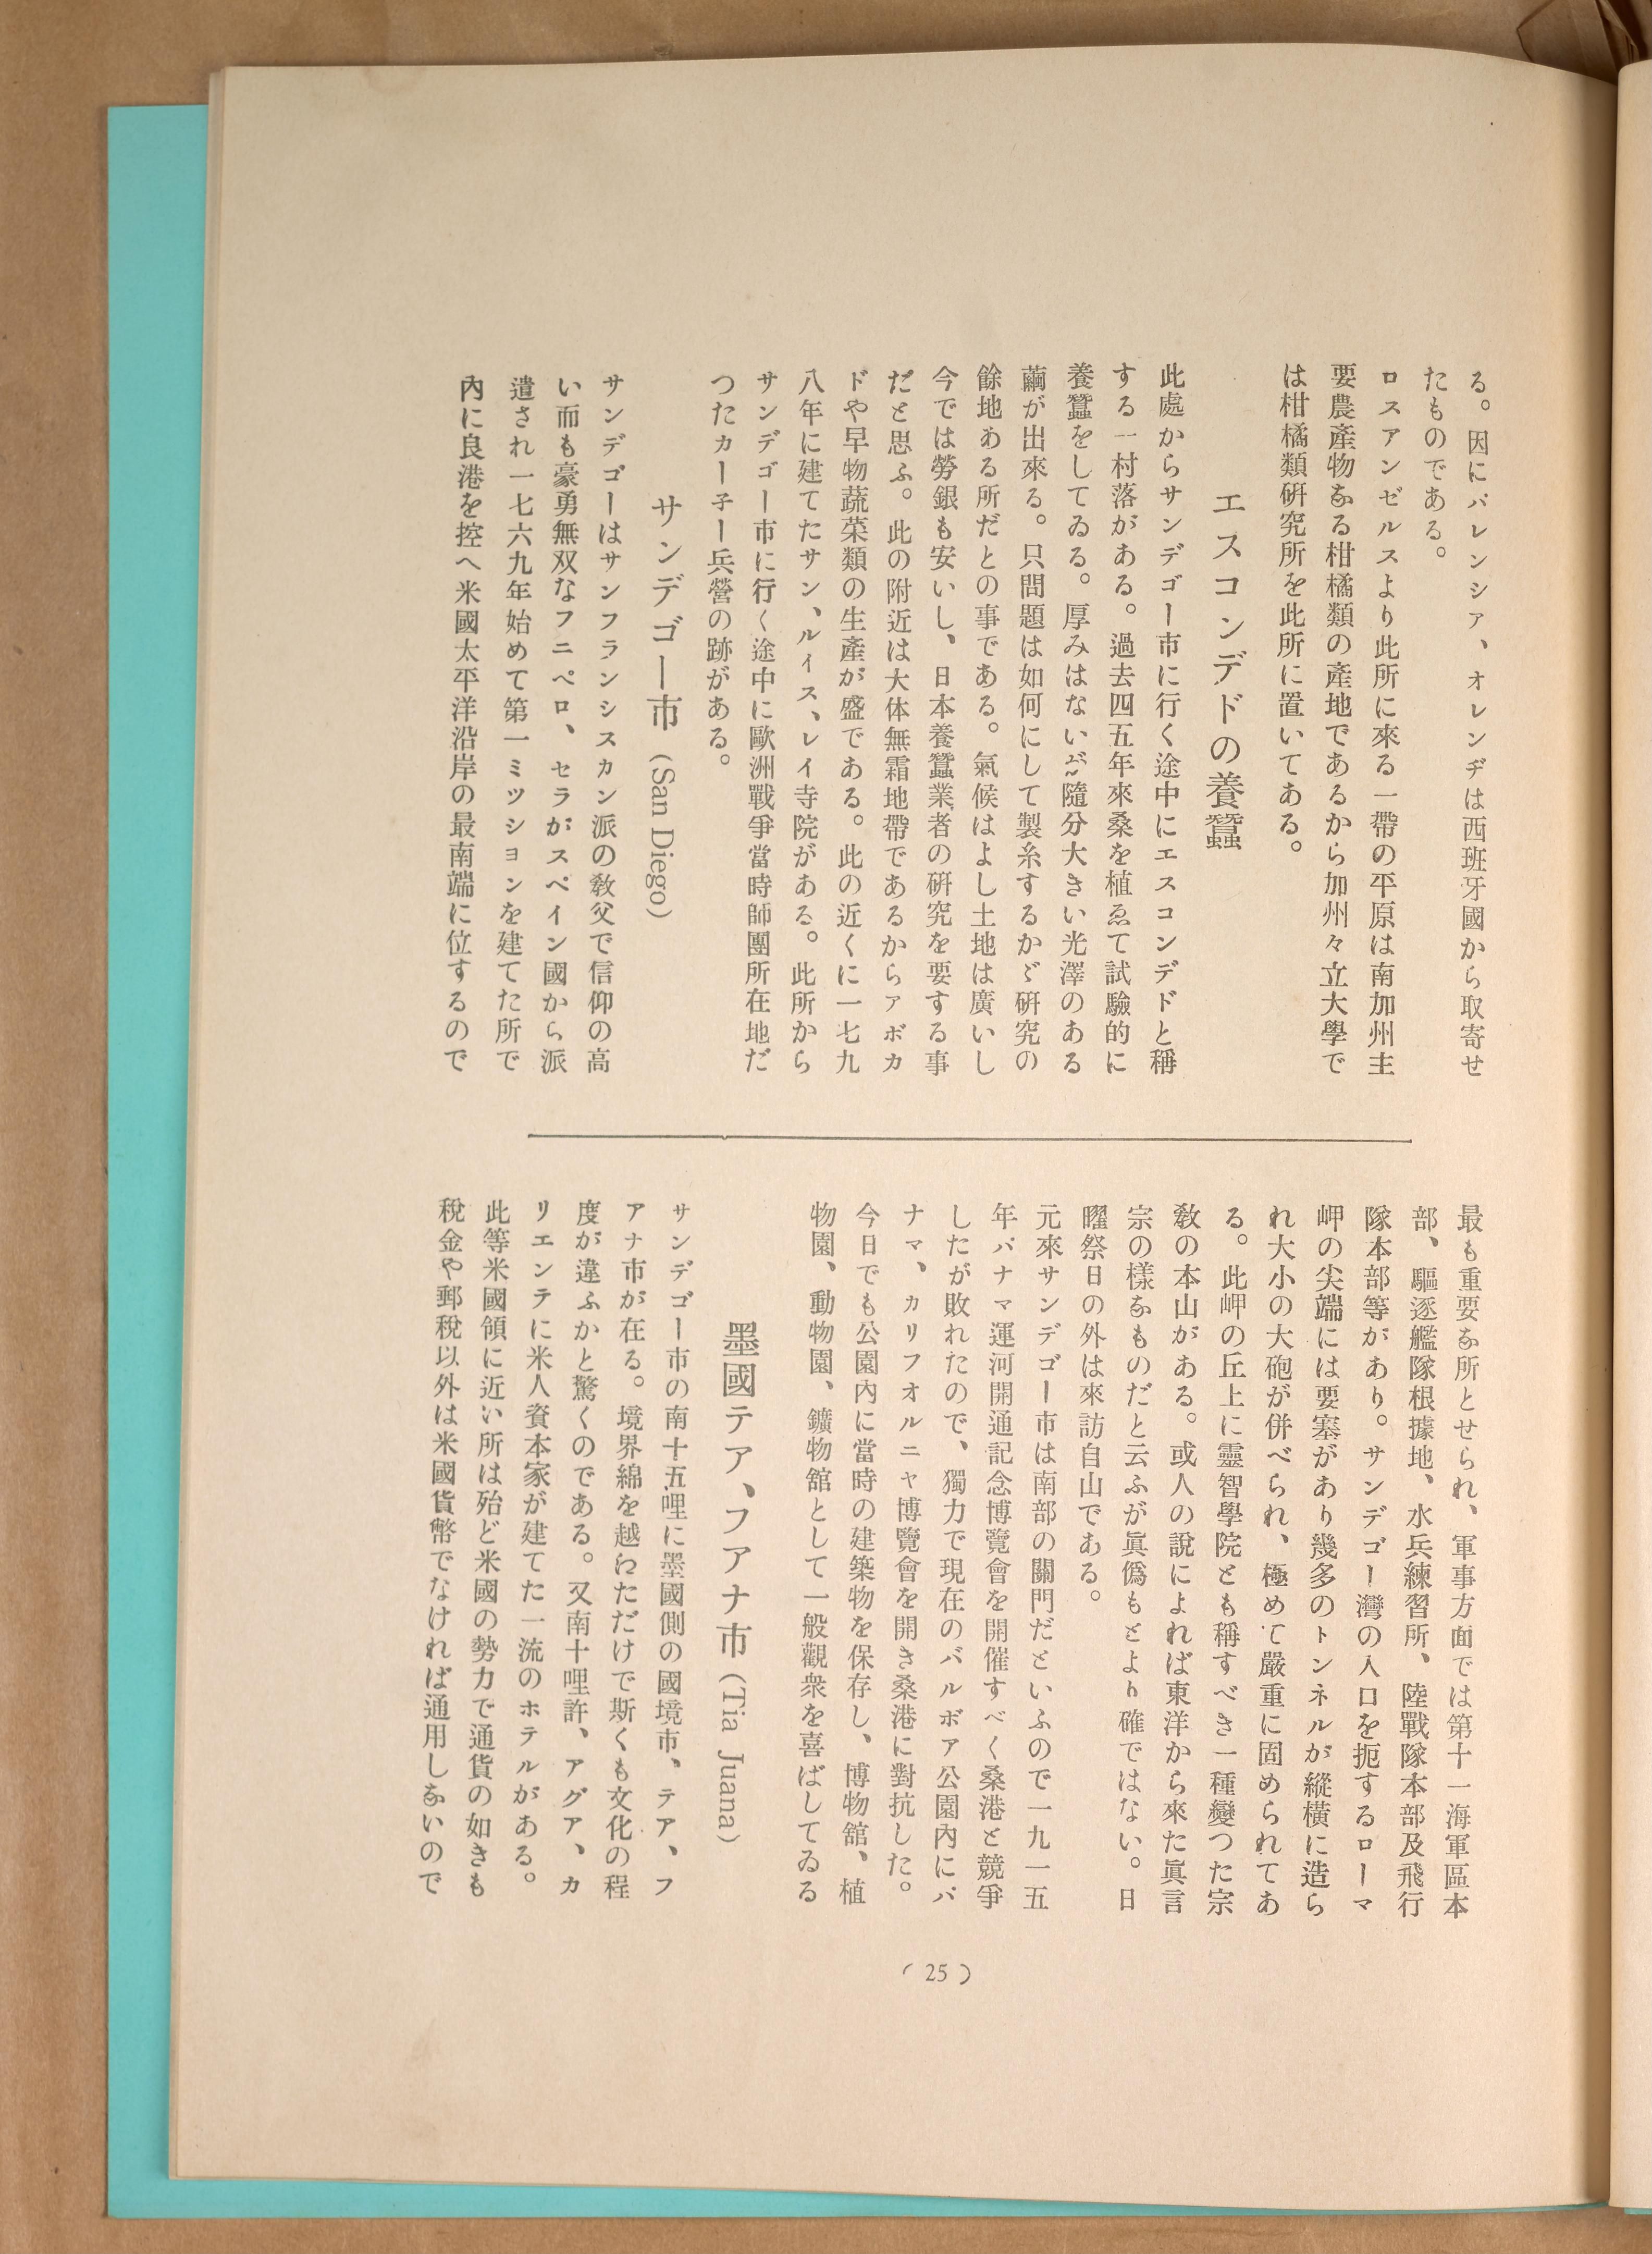 る。因にバレンシア、オレンヂは西班牙國から取寄せ
たものである。
ロスアンゼルスより此所に來る一帶の平原は南加州主
要農產物なる柑橘類の產地であるから加州々立大學で
は柑橘類硏究所を此所に置いてある。
エスコンデドの養蠶
此處からサンデゴー市に行く途中にエスコンデドと稱
する一村落がある。過去四五年來桑を植ゑて試驗的に
養蠶をしてゐる。厚みはないが隨分大きい光澤のある
繭が出來る。只問題は如何にして製糸するかゞ硏究の
餘地ある所だとの事である。氣候はよし土地は廣いし
今では勞銀も安いし、日本養蠶業者の硏究を要する事
だと思ふ。此の附近は大体無霜地帶であるからアボカ
ドや早物蔬菜類の生產が盛である。此の近くに一七九
八年に建てたサン、ルイス、レイ寺院がある。此所から
サンデゴー市に行く途中に歐洲戰爭當時師團所在地だ
つたカー子ー兵營の跡がある。
サンデゴー市 (San Diego)
サンデゴーはサンフランシスカン派の敎父で信仰の高
い而も豪勇無双なフニペロ、セラがスペイン國から派
遣され一七六九年始めて第一ミツシヨンを建てた所で
內に良港を控へ米國太平洋沿岸の最南端に位するので
最も重要な所とせられ、軍事方面では第十一海軍區本
部、驅逐艦隊根據地、水兵練習所、陸戰隊本部及飛行
隊本部等があり。サンデゴー灣の入口を扼するローマ
岬の尖端には要塞があり幾多のトンネルが縱橫に造ら
れ大小の大砲が併べられ、極めて嚴重に固められてあ
る。此岬の丘上に靈智學院とも稱すべき一種變つた宗
敎の本山がある。或人の說によれば東洋から來た眞言
宗の樣なものだと云ふが眞僞もとより確ではない。日
曜祭日の外は來訪自由である。
元來サンデゴー市は南部の關門だといふので一九一五
年パナマ運河開通記念博覽會を開催すべく桑港と競爭
したが敗れたので、獨力で現在のバルボア公園內にパ
ナマ、カリフオルニヤ博覽會を開き桑港に對抗した。
今日でも公園內に當時の建築物を保存し、博物舘、植
物園、動物園、鑛物舘として一般觀衆を喜ばしてゐる
墨國テア、フアナ市 (Tia Juana)
サンデゴー市の南十五哩に墨國側の國境市、テア、フ
アナ市が在る。境界綿を越わただけで斯くも文化の程
度が違ふかと驚くのである。又南十哩許、アグア、カ
リエンテに米人資本家が建てた一流のホテルがある。
此等米國領に近い所は殆ど米國の勢力で通貨の如きも
稅金や郵稅以外は米國貨幣でなければ通用しないので
( 25 )